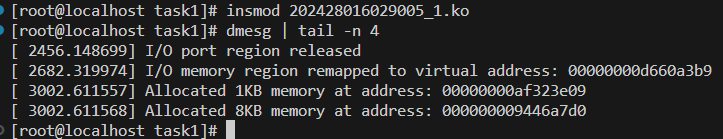 [root@localhost task1]# insmod 202428016029005_1.ko
[root@localhost task1]# dmesg | tail -n 4
[ 2456.148699] I/O port region released
[ 2682.319974] I/O memory region remapped to virtual address: 00000000d660a3b9
[ 3002.611557] Allocated 1KB memory at address: 00000000af323e09
[ 3002.611568] Allocated 8KB memory at address: 000000009446a7d0
[root@localhost task1]#